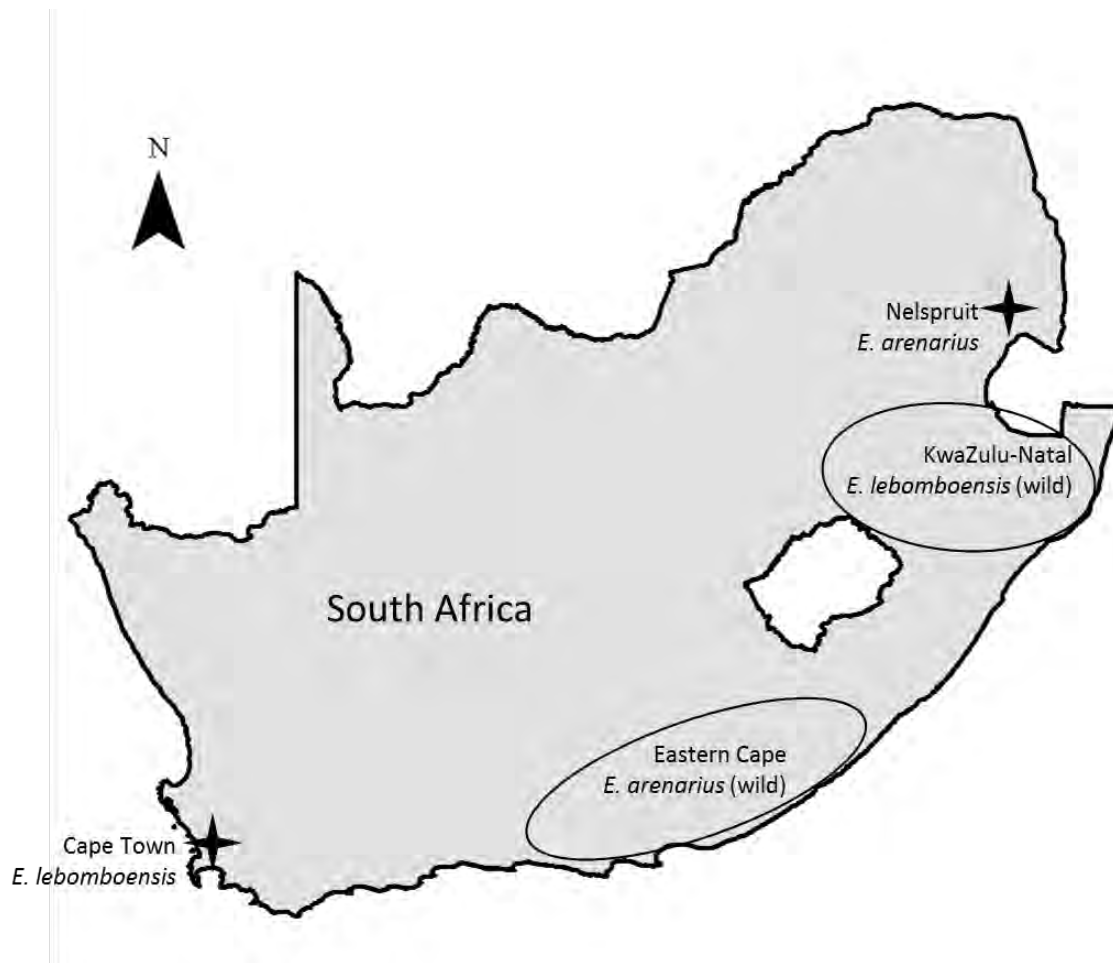 N
Nelspruit
E. arenarius
KwaZulu-Natal
E. lebomboensis (wild)
South Africa
Eastern Cape
E. arenarius (wild)
Cape Town
E. lebomboensis